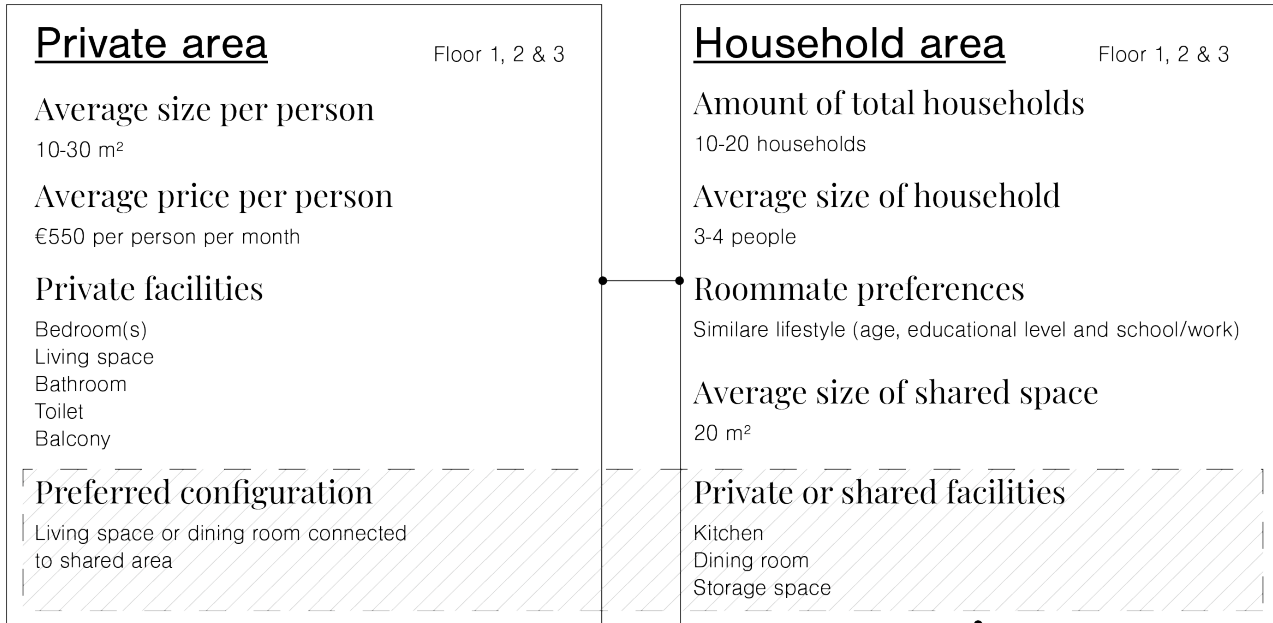 Private area
Floor 1, 2 & 3
Average size per person
10-30 m²
Average price per person
€550 per person per month
Private facilities
Bedroom(s)
Living space
Bathroom
Toilet
Balcony
Preferred configuration
Living space or dining room connected
to shared area
Household area
Floor 1, 2 & 3
Amount of total households
10-20 households
Average size of household
3-4 people
Roommate preferences
Similare lifestyle (age, educational level and school/work)
Average size of shared space
20 m²
Private or shared facilities
Kitchen
Dining room
Storage space